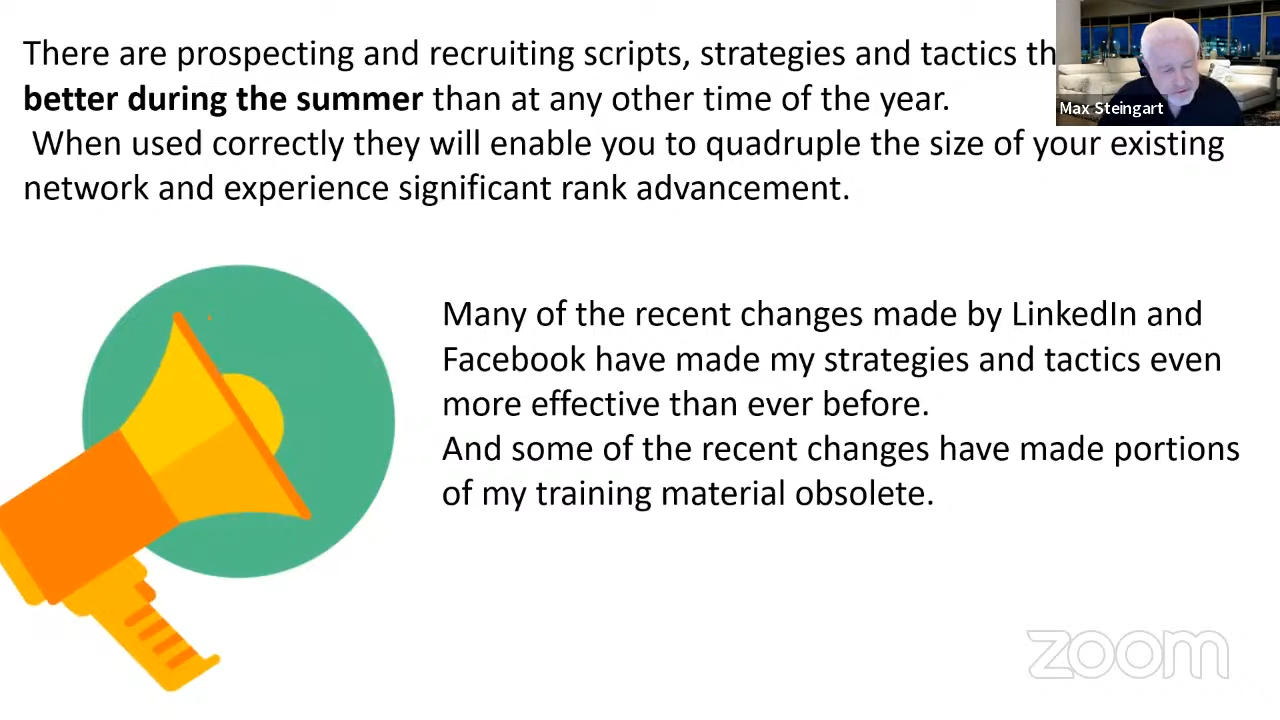 There are prospecting and recruiting scripts, strategies and tactics
better during the summer than at any other time of the year.
When used correctly they will enable you to quadruple the size of your existing
network and experience significant rank advancement.
Max Steingart
Many of the recent changes made by LinkedIn and
Facebook have made my strategies and tactics even
more effective than ever before.
And some of the recent changes have made portions
of my training material obsolete.
zoom